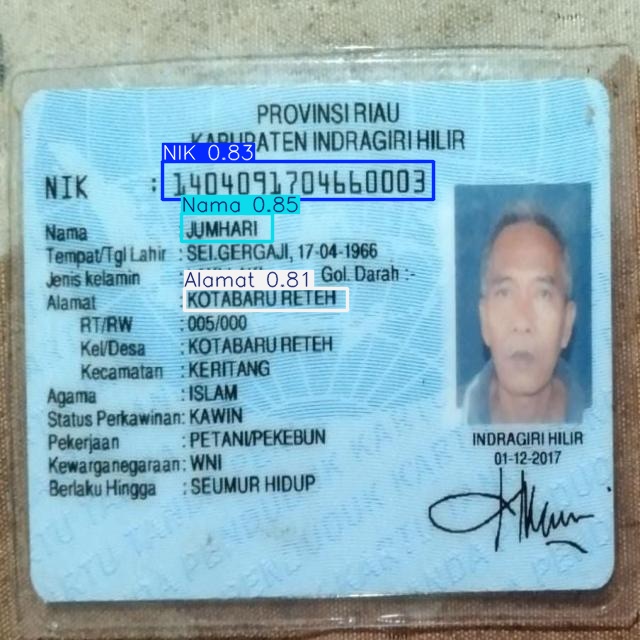 PROVINSI RIAU
KABUPATEN INDRAGIRI HILIR
NIK 0.83
NIK : 1404091704660003
Nama 0.85
Nama JUMHARI
Tempat/Tgl Lahir : SEI.GERGAJI, 17-04-1966
Jenis kelamin : Gol. Darah :-
Alamat 0.81
Alamat : KOTABARU RETEH
RT/RW : 005/000
Kel/Desa : KOTABARU RETEH
Kecamatan : KERITANG
Agama : ISLAM
Status Perkawinan: KAWIN
Pekerjaan : PETANI/PEKEBUN
Kewarganegaraan: WNI
Berlaku Hingga : SEUMUR HIDUP
INDRAGIRI HILIR
01-12-2017